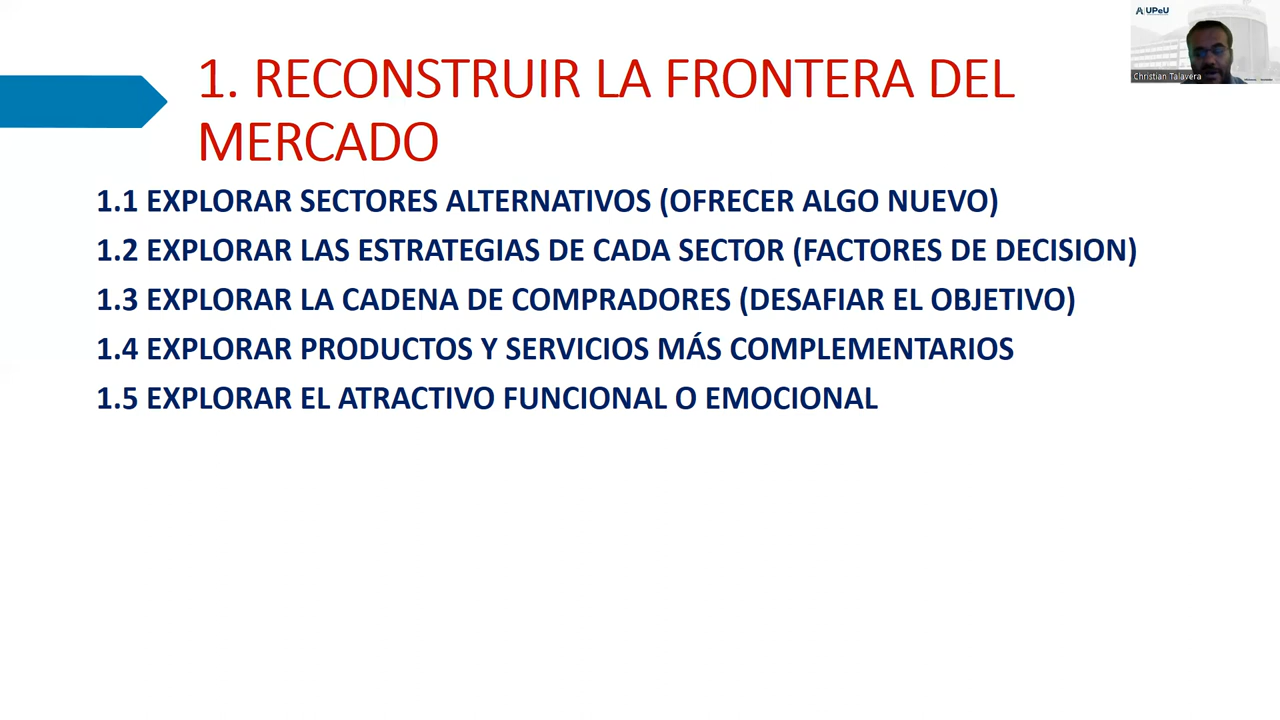 UPeU
Christian Talavera
1. RECONSTRUIR LA FRONTERA DEL
MERCADO
1.1 EXPLORAR SECTORES ALTERNATIVOS (OFRECER ALGO NUEVO)
1.2 EXPLORAR LAS ESTRATEGIAS DE CADA SECTOR (FACTORES DE DECISION)
1.3 EXPLORAR LA CADENA DE COMPRADORES (DESAFIAR EL OBJETIVO)
1.4 EXPLORAR PRODUCTOS Y SERVICIOS MÁS COMPLEMENTARIOS
1.5 EXPLORAR EL ATRACTIVO FUNCIONAL O EMOCIONAL